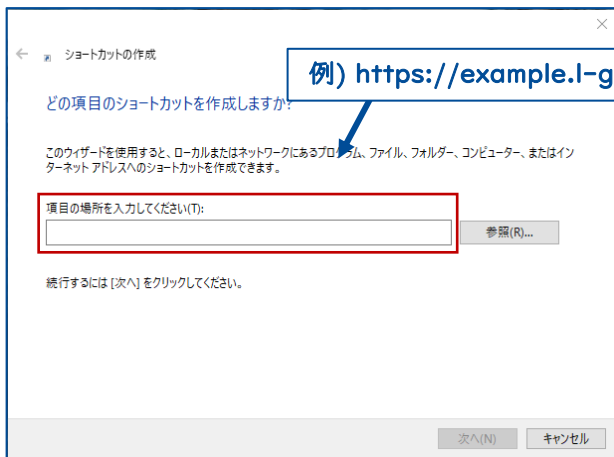 ショートカットの作成
例) https://example.l-g
どの項目のショートカットを作成しますか?
このウィザードを使用すると、ローカルまたはネットワークにあるプログラム、ファイル、フォルダー、コンピューター、またはイン
ターネット アドレスへのショートカットを作成できます。
項目の場所を入力してください(T):
参照(R)...
続行するには [次へ] をクリックしてください。
次へ(N)
キャンセル